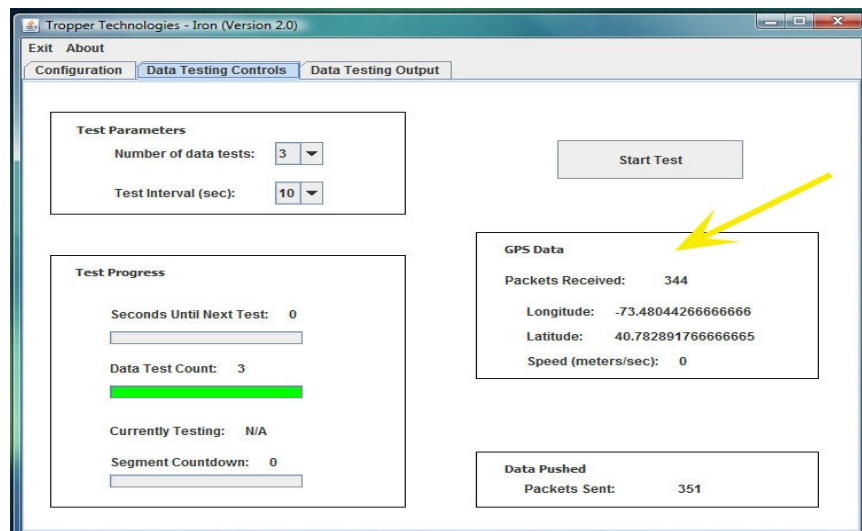 Tropper Technologies - Iron (Version 2.0)
Exit About
Configuration Data Testing Controls Data Testing Output
Test Parameters
Number of data tests: 3
Test Interval (sec): 10
Start Test
Test Progress
Seconds Until Next Test: 0
Data Test Count: 3
Currently Testing: N/A
Segment Countdown: 0
GPS Data
Packets Received: 344
Longitude: -73.48044266666666
Latitude: 40.782891766666665
Speed (meters/sec): 0
Data Pushed
Packets Sent: 351